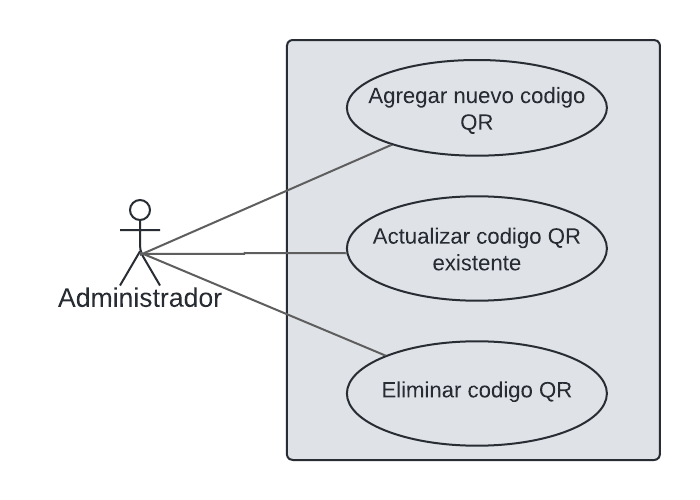 Agregar nuevo codigo
QR
Actualizar codigo QR
existente
Administrador
Eliminar codigo QR